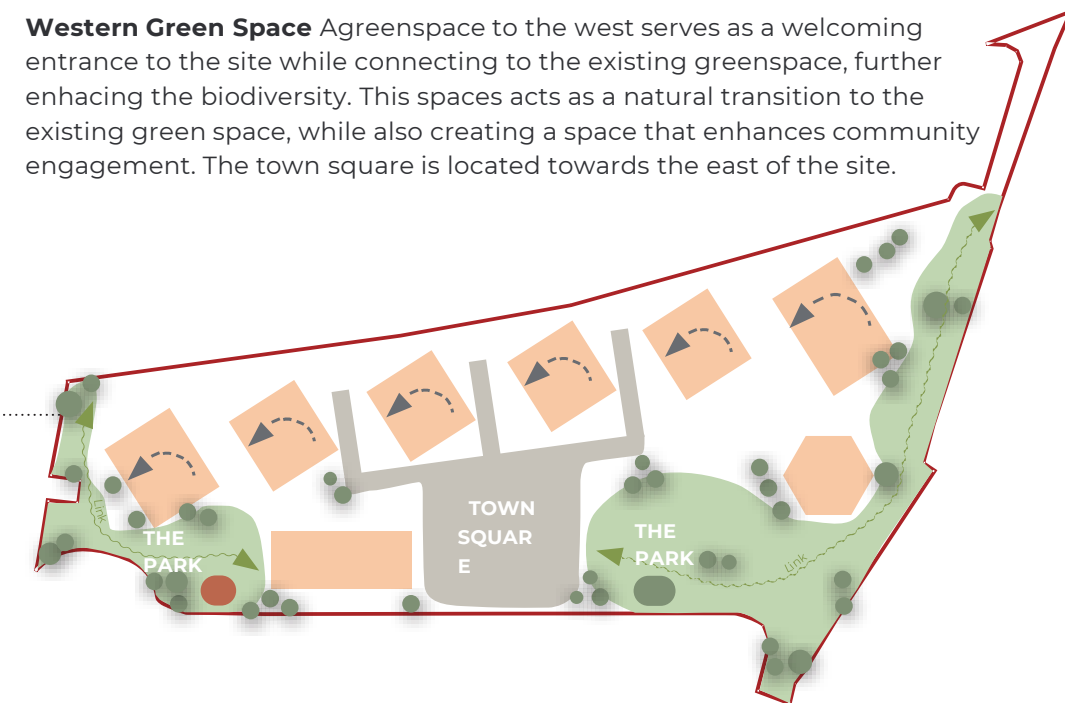 Western Green Space Agreenspace to the west serves as a welcoming
entrance to the site while connecting to the existing greenspace, further
enhacing the biodiversity. This spaces acts as a natural transition to the
existing green space, while also creating a space that enhances community
engagement. The town square is located towards the east of the site.
Link
THE
PARK
TOWN
SQUAR
E
THE
PARK
Link